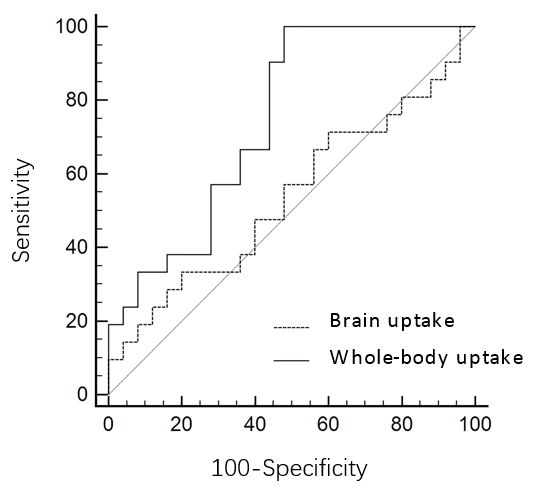 100
80
60
40
20
0
Sensitivity
Brain uptake
Whole-body uptake
0 20 40 60 80 100
100-Specificity